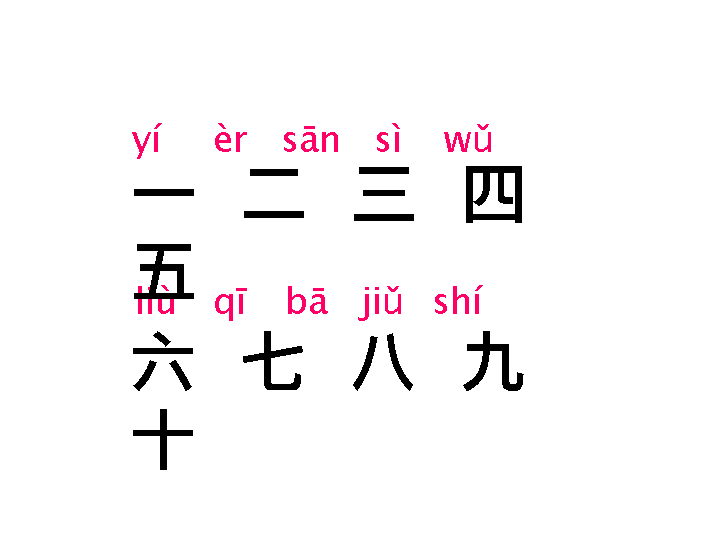 yí èr sān sì wǔ
一 二 三 四
五
liù qī bā jiǔ shí
六 七 八 九
十